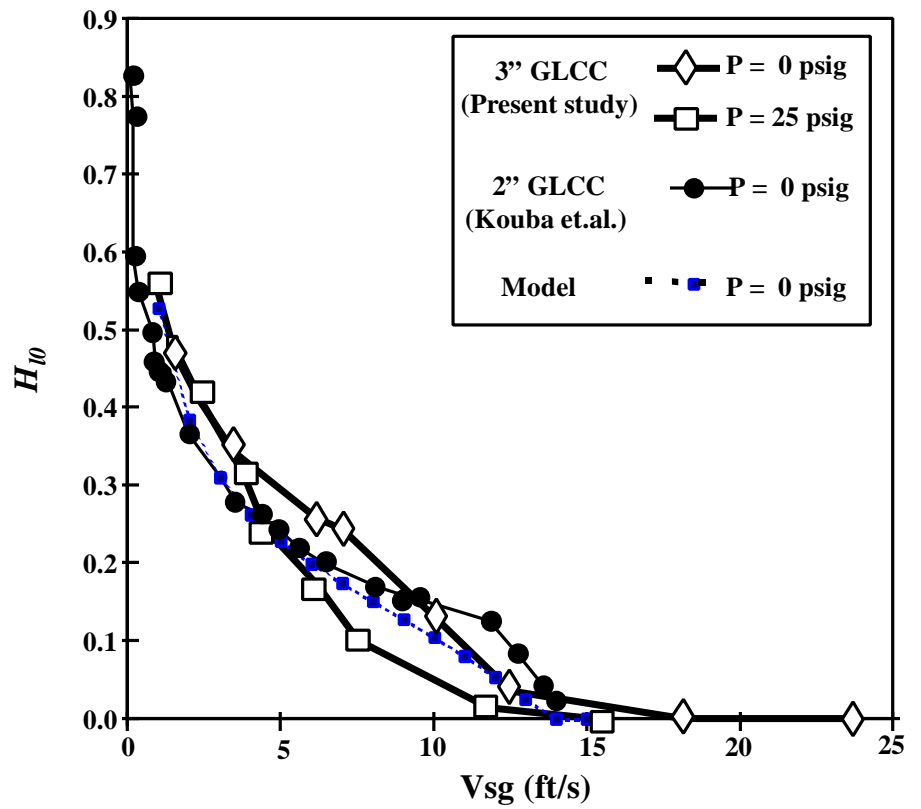 0.9
0.8
0.7
0.6
0.5
0.4
0.3
0.2
0.1
0.0
H_{l0}
0
5
10
15
20
25
Vsg (ft/s)
3” GLCC
(Present study)
P = 0 psig
P = 25 psig
2” GLCC
(Kouba et.al.)
P = 0 psig
Model
P = 0 psig